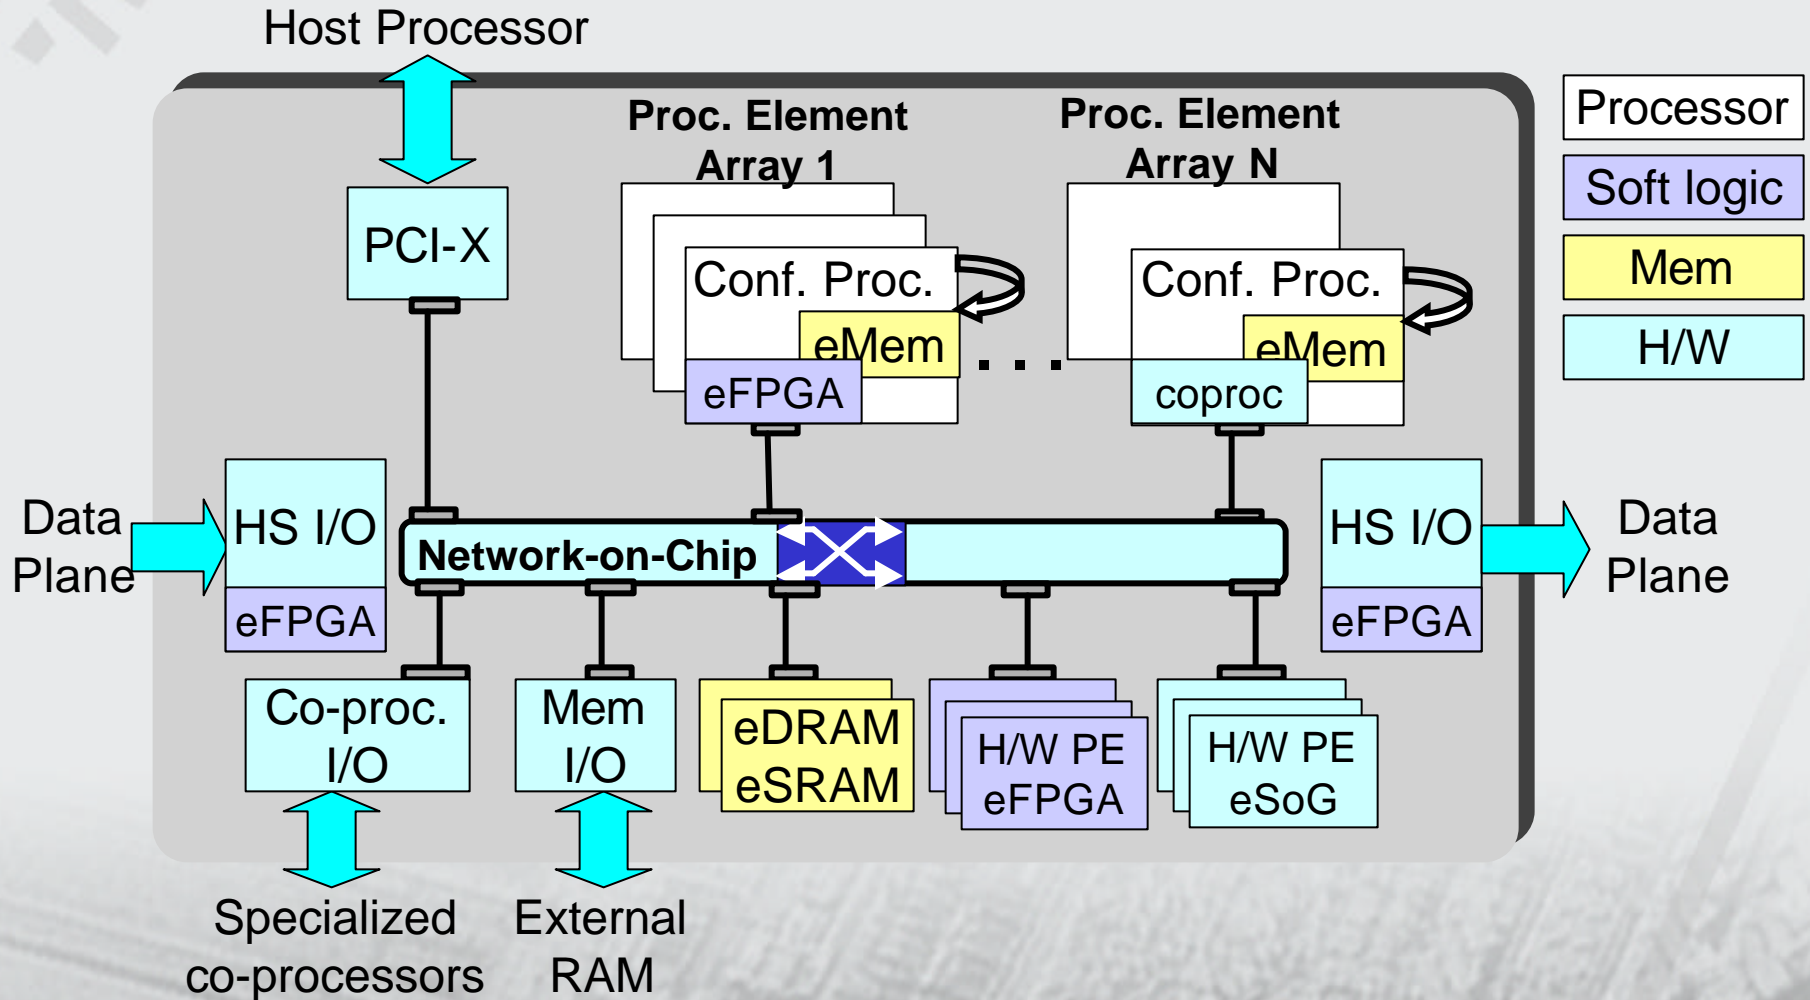 Host Processor
Proc. Element
Array 1
Proc. Element
Array N
Processor
Soft logic
Mem
H/W
PCI-X
Conf. Proc.
eMem
eFPGA
. . .
Conf. Proc.
eMem
coproc
Data
Plane
HS I/O
eFPGA
Network-on-Chip
HS I/O
eFPGA
Data
Plane
Co-proc.
I/O
Mem
I/O
eDRAM
eSRAM
H/W PE
eFPGA
H/W PE
eSoG
Specialized
co-processors
External
RAM